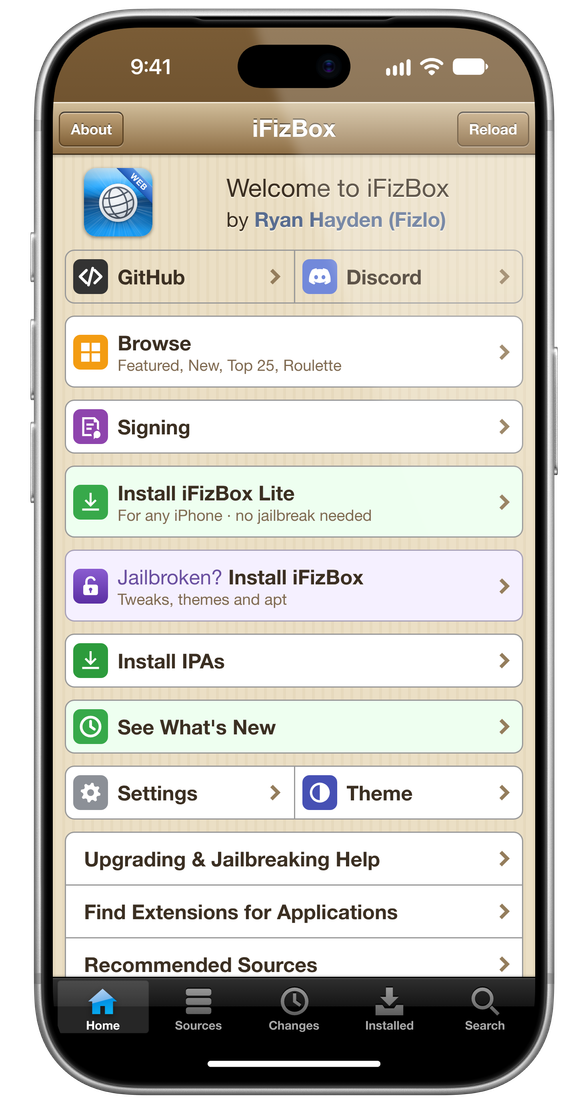 9:41
About
iFizBox
Reload
WEB
Welcome to iFizBox
by Ryan Hayden (Fizlo)
GitHub
Discord
Browse
Featured, New, Top 25, Roulette
Signing
Install iFizBox Lite
For any iPhone · no jailbreak needed
Jailbroken? Install iFizBox
Tweaks, themes and apt
Install IPAs
See What's New
Settings
Theme
Upgrading & Jailbreaking Help
Find Extensions for Applications
Recommended Sources
Home
Sources
Changes
Installed
Search